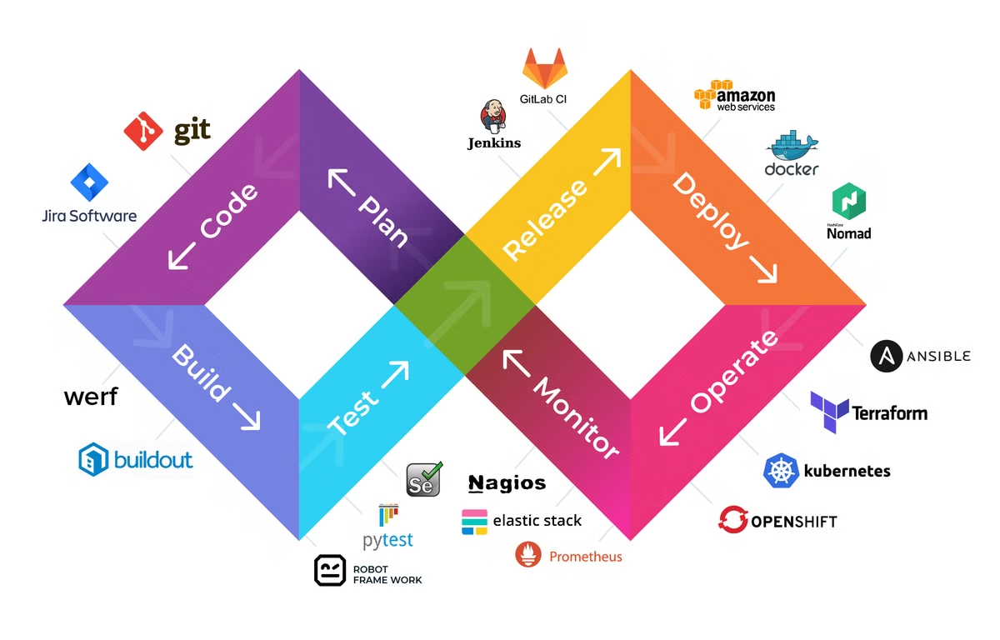 GitLab CI
Jenkins
amazon
web services
git
docker
Jira Software
HashiCorp
Nomad
Code
Plan
Release
Deploy
Build
Test
Monitor
Operate
ANSIBLE
werf
Terraform
buildout
kubernetes
Se
Nagios
elastic stack
OPENSHIFT
pytest
Prometheus
ROBOT
FRAME WORK